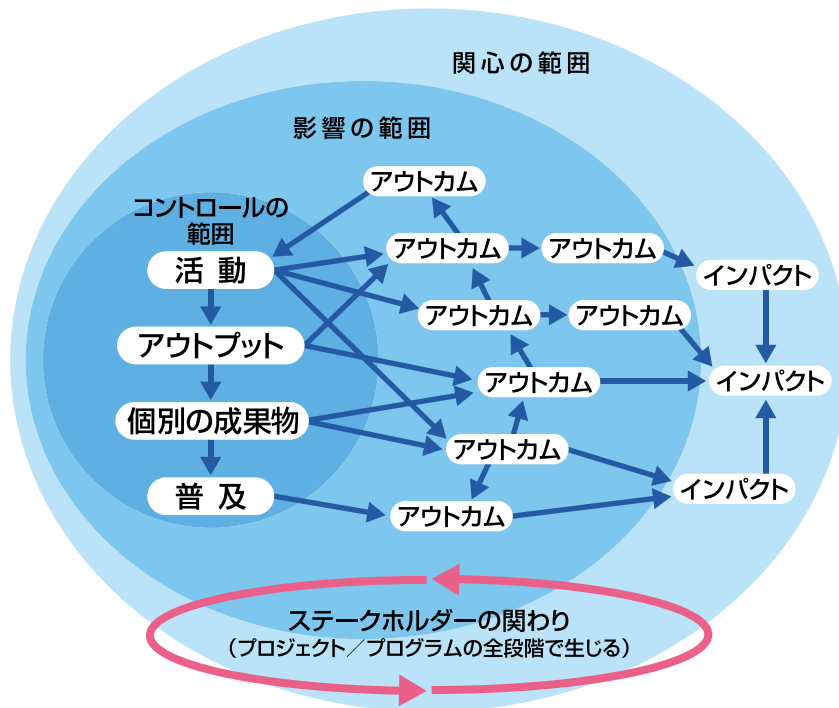 関心の範囲
影響の範囲
アウトカム
コントロールの
範囲
アウトカム
アウトカム
活動
インパクト
アウトカム
アウトカム
アウトプット
アウトカム
インパクト
個別の成果物
アウトカム
インパクト
普及
アウトカム
ステークホルダーの関わり
（プロジェクト／プログラムの全段階で生じる）